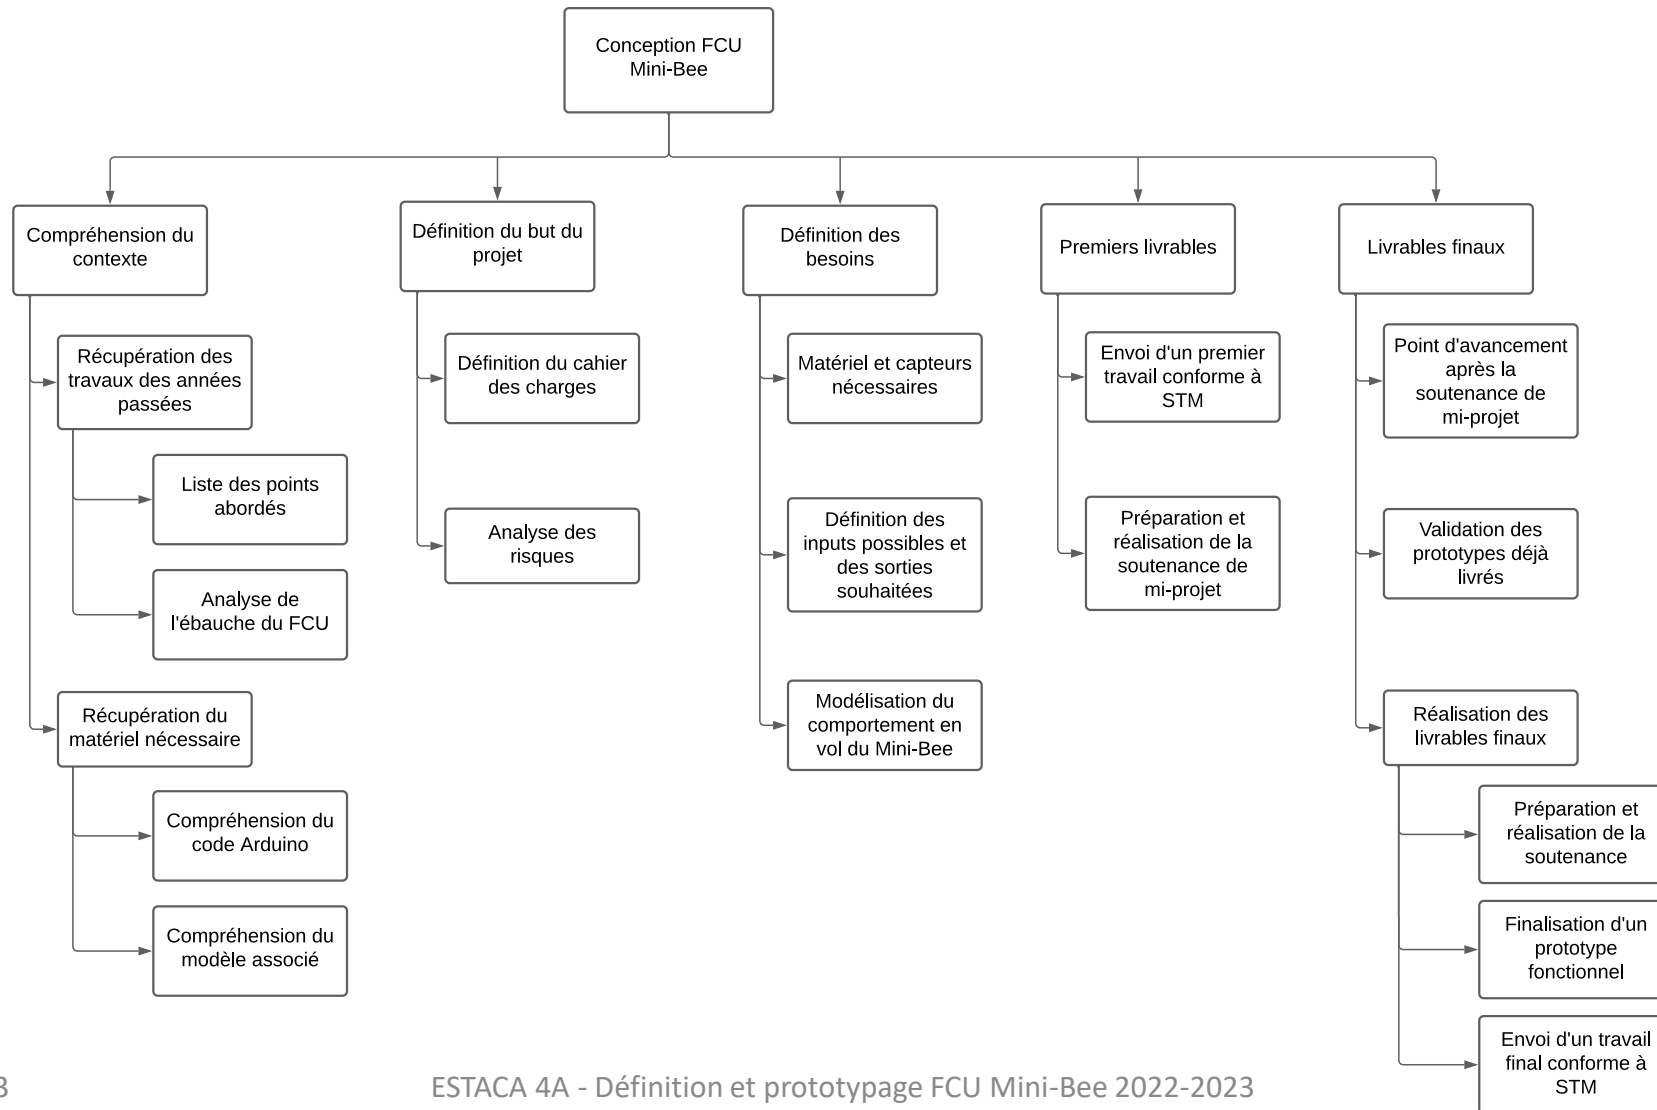 Conception FCU
Mini-Bee
Compréhension du
contexte
Récupération des
travaux des années
passées
Liste des points
abordés
Analyse de
l'ébauche du FCU
Récupération du
matériel nécessaire
Compréhension du
code Arduino
Compréhension du
modèle associé
Définition du but du
projet
Définition du cahier
des charges
Analyse des
risques
Définition des
besoins
Matériel et capteurs
nécessaires
Définition des
inputs possibles et
des sorties
souhaitées
Modélisation du
comportement en
vol du Mini-Bee
Premiers livrables
Envoi d'un premier
travail conforme à
STM
Préparation et
réalisation de la
soutenance de
mi-projet
Livrables finaux
Point d'avancement
après la
soutenance de
mi-projet
Validation des
prototypes déjà
livrés
Réalisation des
livrables finaux
Préparation et
réalisation de la
soutenance
Finalisation d'un
prototype
fonctionnel
Envoi d'un travail
final conforme à
STM
3
ESTACA 4A - Définition et prototypage FCU Mini-Bee 2022-2023